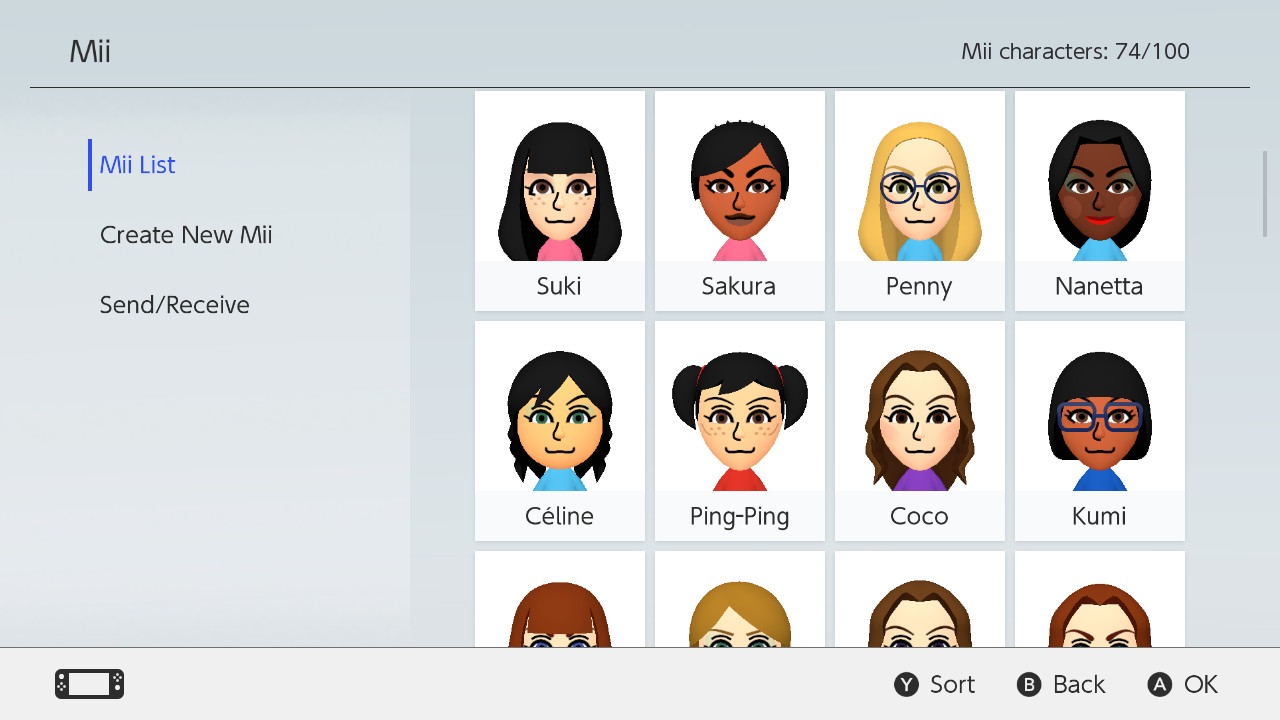 Mii
Mii characters: 74/100
Mii List
Create New Mii
Send/Receive
Suki
Sakura
Penny
Nanetta
Céline
Ping-Ping
Coco
Kumi
Y Sort
B Back
A OK